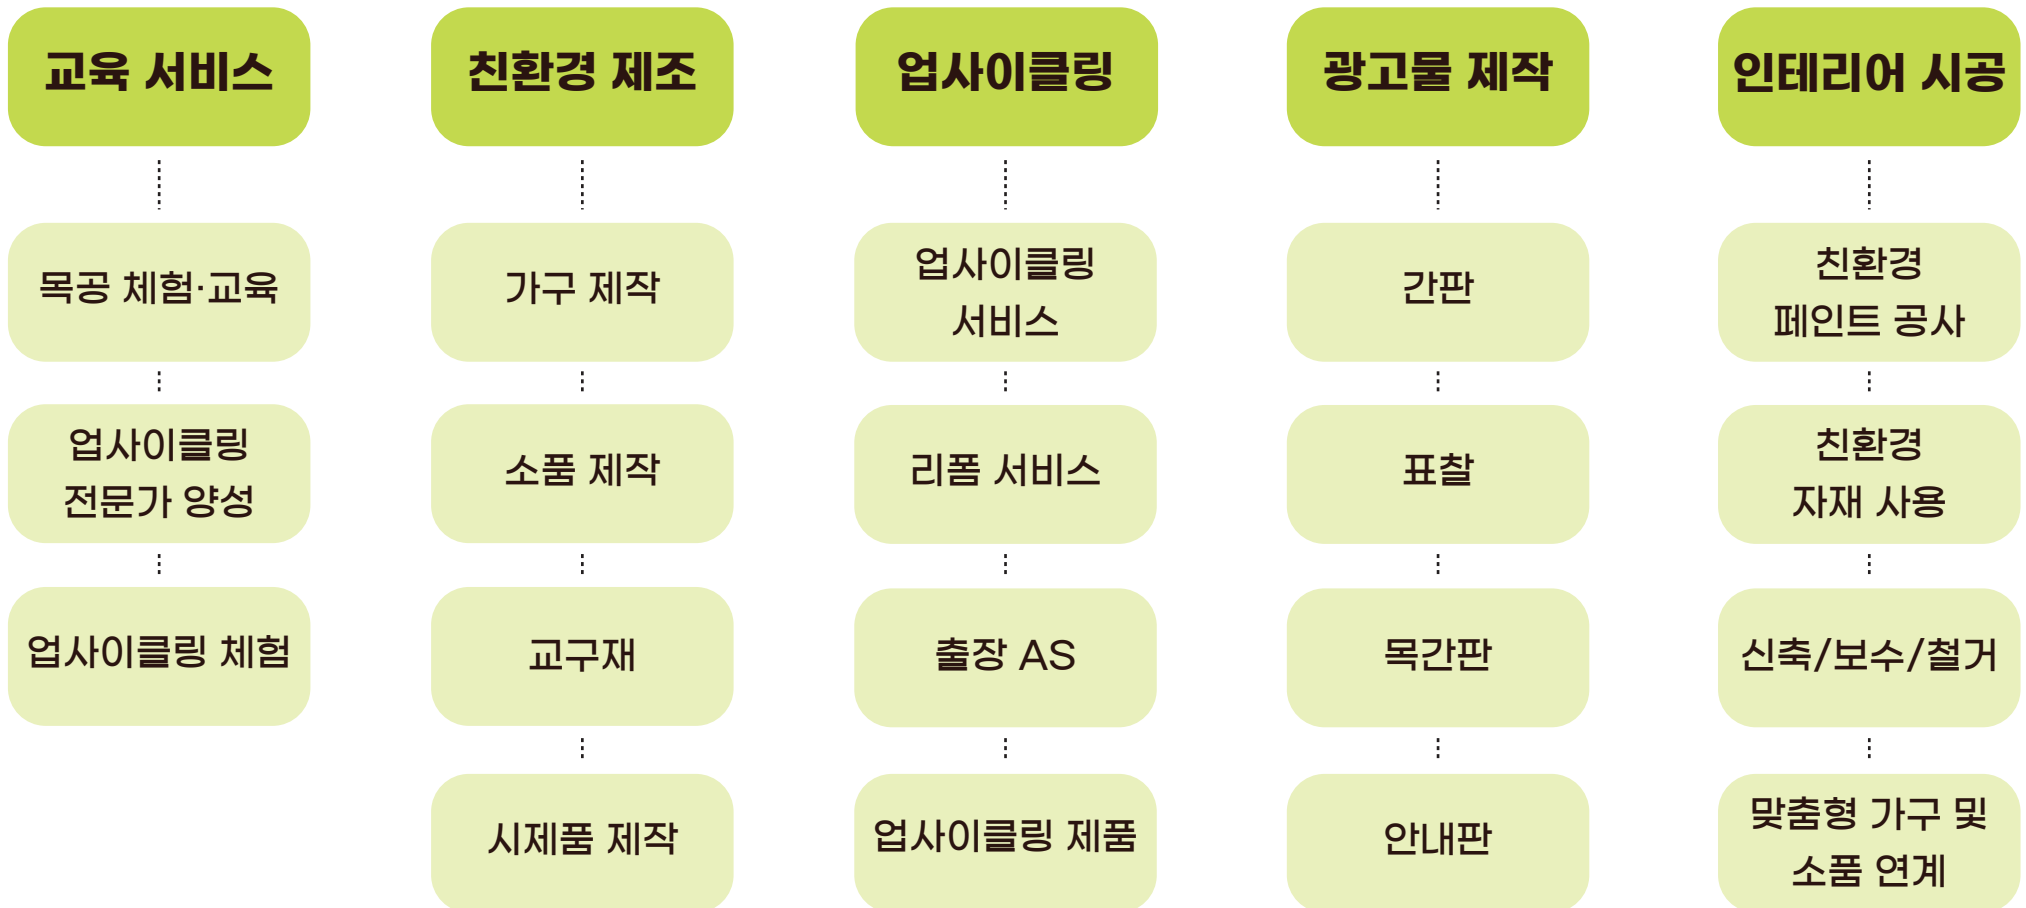 교육 서비스
친환경 제조
업사이클링
광고물 제작
인테리어 시공
목공 체험·교육
가구 제작
업사이클링
서비스
간판
친환경
페인트 공사
업사이클링
전문가 양성
소품 제작
리폼 서비스
표찰
친환경
자재 사용
업사이클링 체험
교구재
출장 AS
목간판
신축/보수/철거
시제품 제작
업사이클링 제품
안내판
맞춤형 가구 및
소품 연계